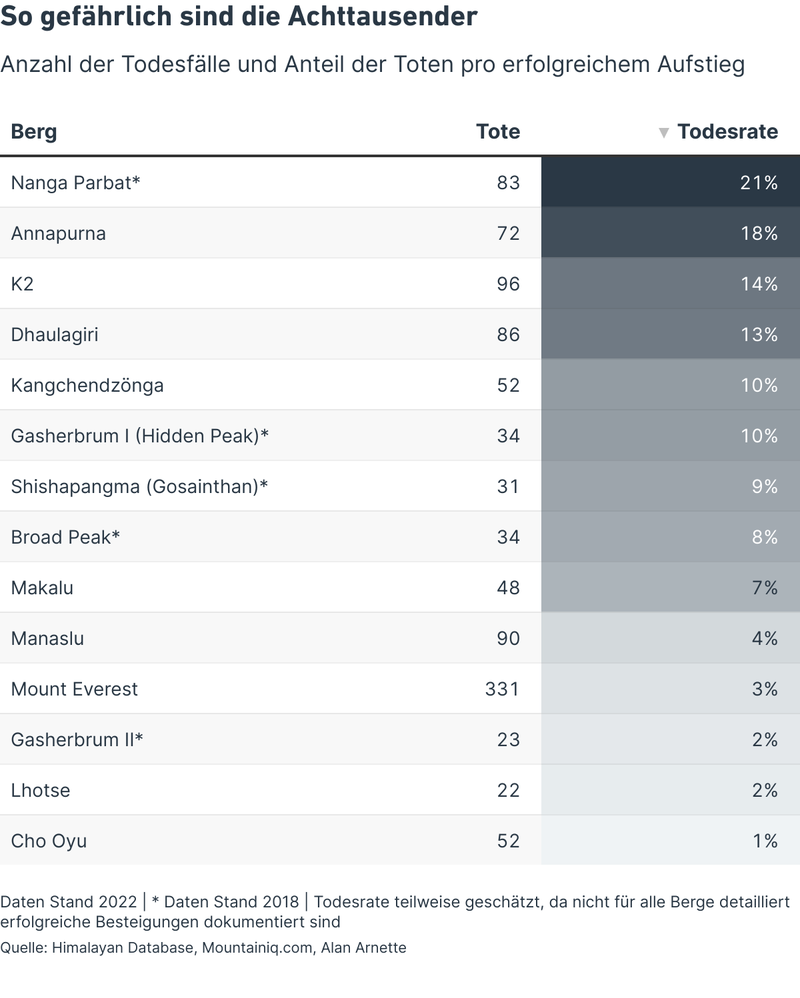 So gefährlich sind die Achttausender
Anzahl der Todesfälle und Anteil der Toten pro erfolgreichem Aufstieg
Berg Tote ▼ Todesrate
Nanga Parbat* 83 21%
Annapurna 72 18%
K2 96 14%
Dhaulagiri 86 13%
Kangchendzönga 52 10%
Gasherbrum I (Hidden Peak)* 34 10%
Shishapangma (Gosainthan)* 31 9%
Broad Peak* 34 8%
Makalu 48 7%
Manaslu 90 4%
Mount Everest 331 3%
Gasherbrum II* 23 2%
Lhotse 22 2%
Cho Oyu 52 1%
Daten Stand 2022 | * Daten Stand 2018 | Todesrate teilweise geschätzt, da nicht für alle Berge detailliert
erfolgreiche Besteigungen dokumentiert sind
Quelle: Himalayan Database, Mountainiq.com, Alan Arnette